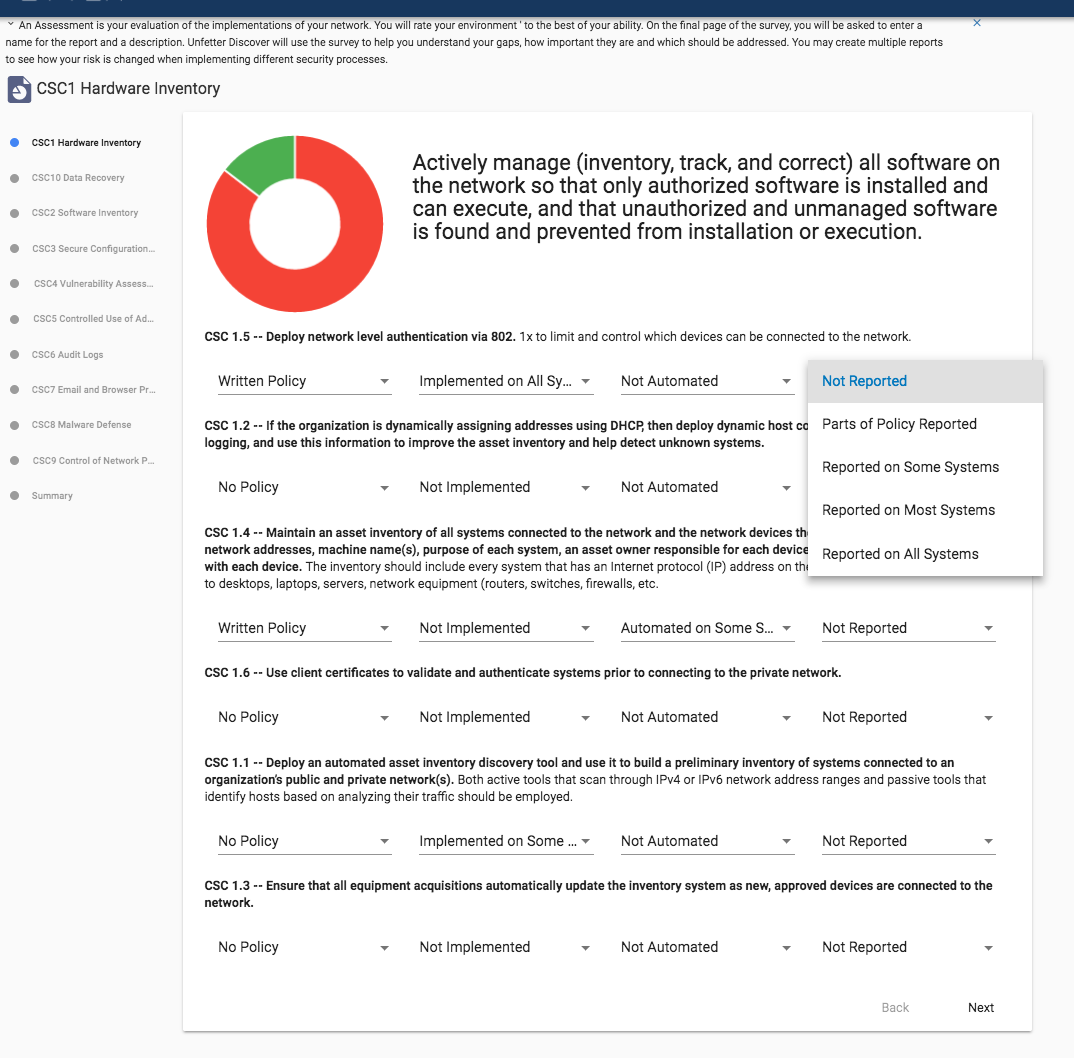 An Assessment is your evaluation of the implementations of your network. You will rate your environment ' to the best of your ability. On the final page of the survey, you will be asked to enter a
name for the report and a description. Unfetter Discover will use the survey to help you understand your gaps, how important they are and which should be addressed. You may create multiple reports
to see how your risk is changed when implementing different security processes.
CSC1 Hardware Inventory
CSC1 Hardware Inventory
CSC10 Data Recovery
CSC2 Software Inventory
CSC3 Secure Configuration...
CSC4 Vulnerability Assess...
CSC5 Controlled Use of Ad...
CSC6 Audit Logs
CSC7 Email and Browser Pr...
CSC8 Malware Defense
CSC9 Control of Network P...
Summary
Actively manage (inventory, track, and correct) all software on
the network so that only authorized software is installed and
can execute, and that unauthorized and unmanaged software
is found and prevented from installation or execution.
CSC 1.5 -- Deploy network level authentication via 802. 1x to limit and control which devices can be connected to the network.
Written Policy
Implemented on All Sy...
Not Automated
Not Reported
Parts of Policy Reported
Reported on Some Systems
Reported on Most Systems
Reported on All Systems
CSC 1.2 -- If the organization is dynamically assigning addresses using DHCP, then deploy dynamic host
logging, and use this information to improve the asset inventory and help detect unknown systems.
No Policy
Not Implemented
Not Automated
CSC 1.4 -- Maintain an asset inventory of all systems connected to the network and the network devices
network addresses, machine name(s), purpose of each system, an asset owner responsible for each device
with each device. The inventory should include every system that has an Internet protocol (IP) address on
to desktops, laptops, servers, network equipment (routers, switches, firewalls, etc.
Written Policy
Not Implemented
Automated on Some S...
Not Reported
CSC 1.6 -- Use client certificates to validate and authenticate systems prior to connecting to the private network.
No Policy
Not Implemented
Not Automated
Not Reported
CSC 1.1 -- Deploy an automated asset inventory discovery tool and use it to build a preliminary inventory of systems connected to an
organization's public and private network(s). Both active tools that scan through IPv4 or IPv6 network address ranges and passive tools that
identify hosts based on analyzing their traffic should be employed.
No Policy
Implemented on Some ...
Not Automated
Not Reported
CSC 1.3 -- Ensure that all equipment acquisitions automatically update the inventory system as new, approved devices are connected to the
network.
No Policy
Not Implemented
Not Automated
Not Reported
Back
Next